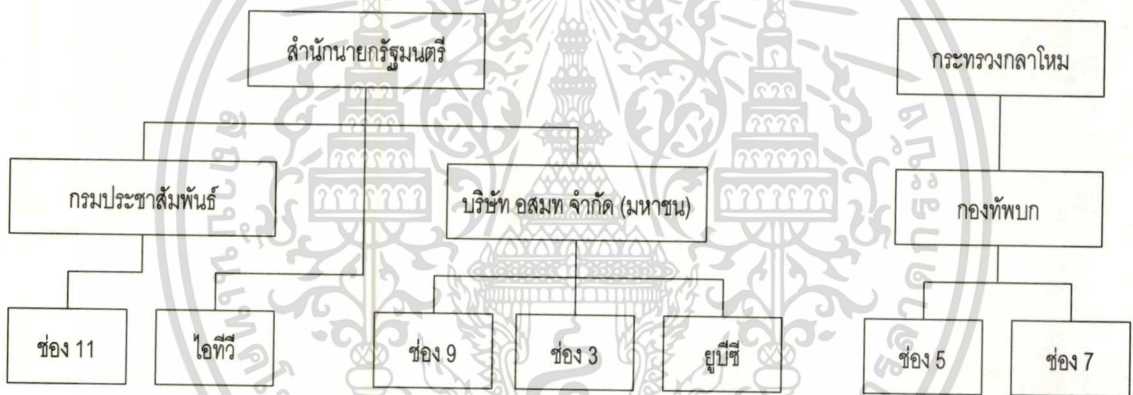 สำนักนายกรัฐมนตรี
กระทรวงกลาโหม
กรมประชาสัมพันธ์
บริษัท อสมท จำกัด (มหาชน)
กองทัพบก
ช่อง 11
ไอทีวี
ช่อง 9
ช่อง 3
ยูบีซี
ช่อง 5
ช่อง 7